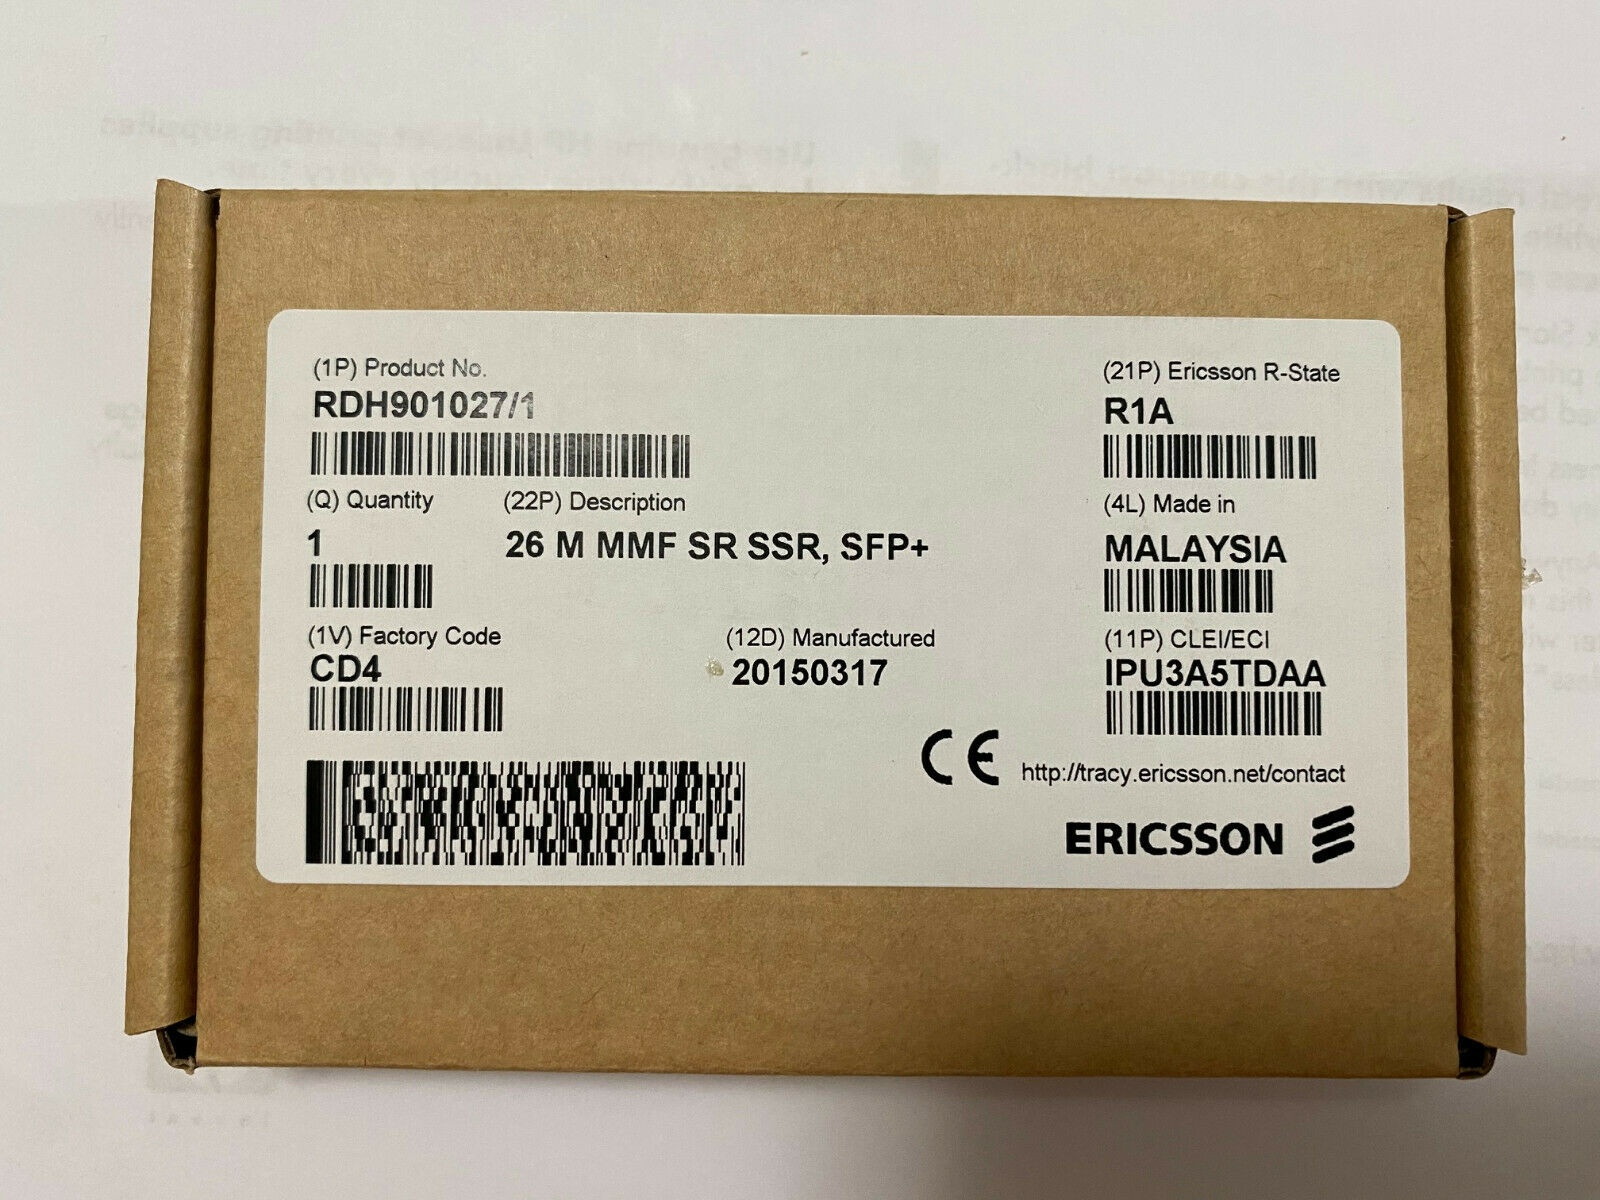 (1P) Product No.
RDH901027/1
(21P) Ericsson R-State
R1A
(Q) Quantity
1
(22P) Description
26 M MMF SR SSR, SFP+
(4L) Made in
MALAYSIA
(1V) Factory Code
CD4
(12D) Manufactured
20150317
(11P) CLEI/ECI
IPU3A5TDAA
CE
http://tracy.ericsson.net/contact
ERICSSON